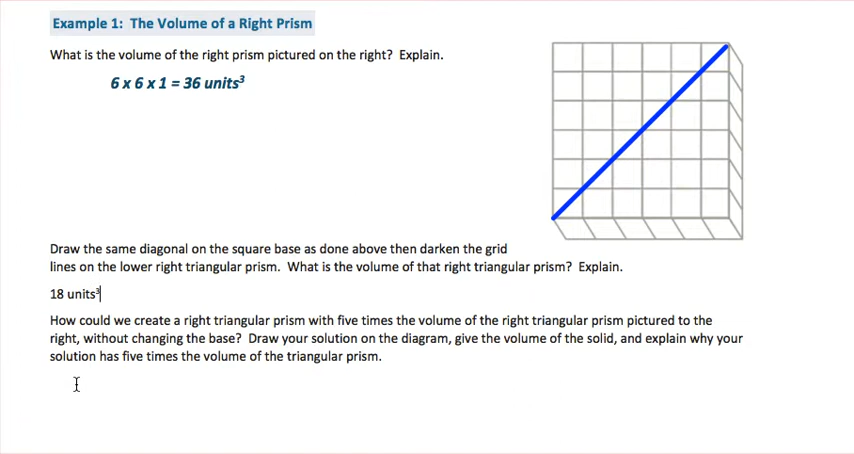 Example 1: The Volume of a Right Prism
What is the volume of the right prism pictured on the right? Explain.
6 x 6 x 1 = 36 units³
Draw the same diagonal on the square base as done above then darken the grid
lines on the lower right triangular prism. What is the volume of that right triangular prism? Explain.
18 units³
How could we create a right triangular prism with five times the volume of the right triangular prism pictured to the
right, without changing the base? Draw your solution on the diagram, give the volume of the solid, and explain why your
solution has five times the volume of the triangular prism.